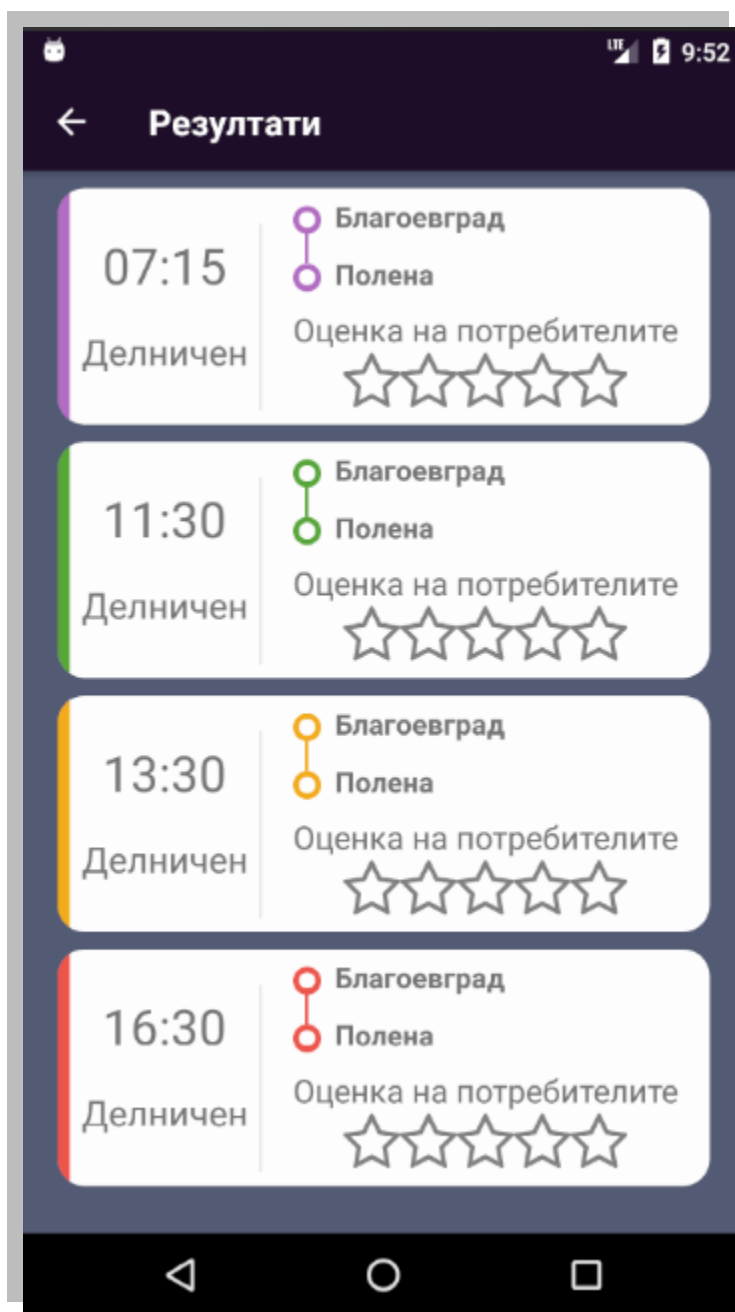 LTE 9:52
Резултати
07:15
Делничен
Благоевград
Полена
Оценка на потребителите
11:30
Делничен
Благоевград
Полена
Оценка на потребителите
13:30
Делничен
Благоевград
Полена
Оценка на потребителите
16:30
Делничен
Благоевград
Полена
Оценка на потребителите